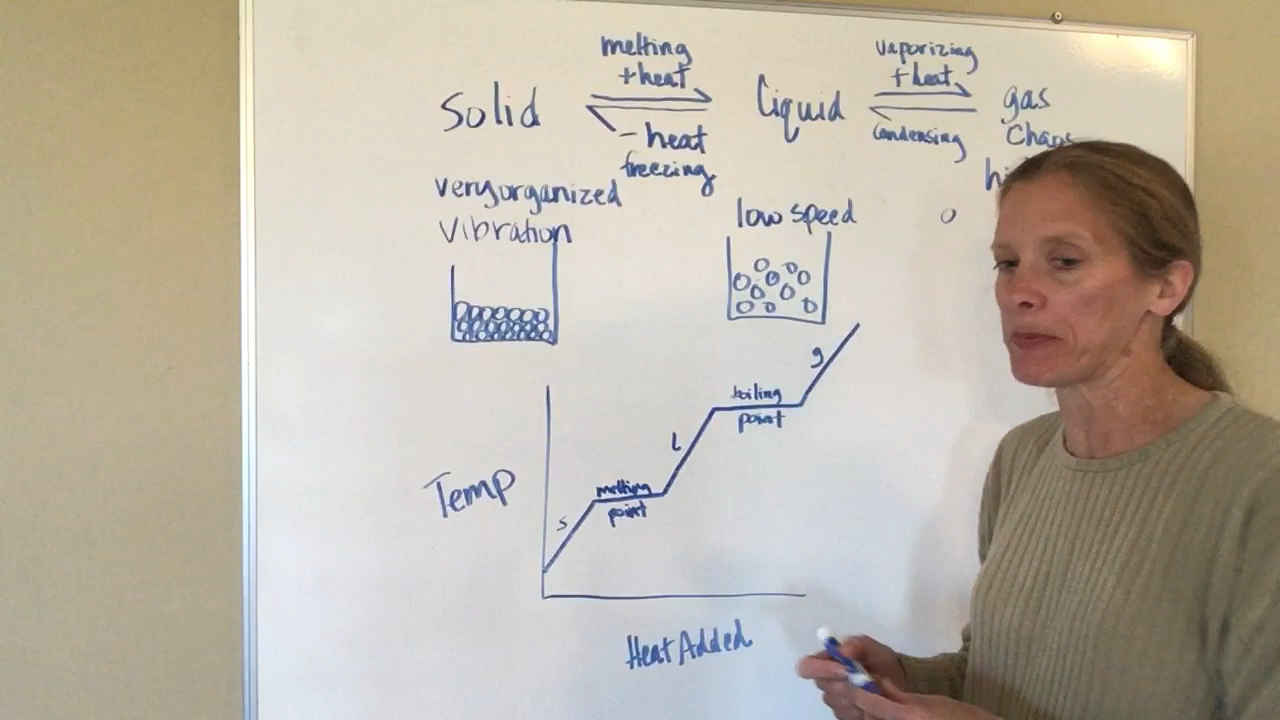 melting
+heat
Solid
- heat
freezing
Liquid
vaporizing
+heat
condensing
gas
Chaos
very organized
vibration
low speed
Temp
s
melting
point
L
boiling
point
g
Heat Added